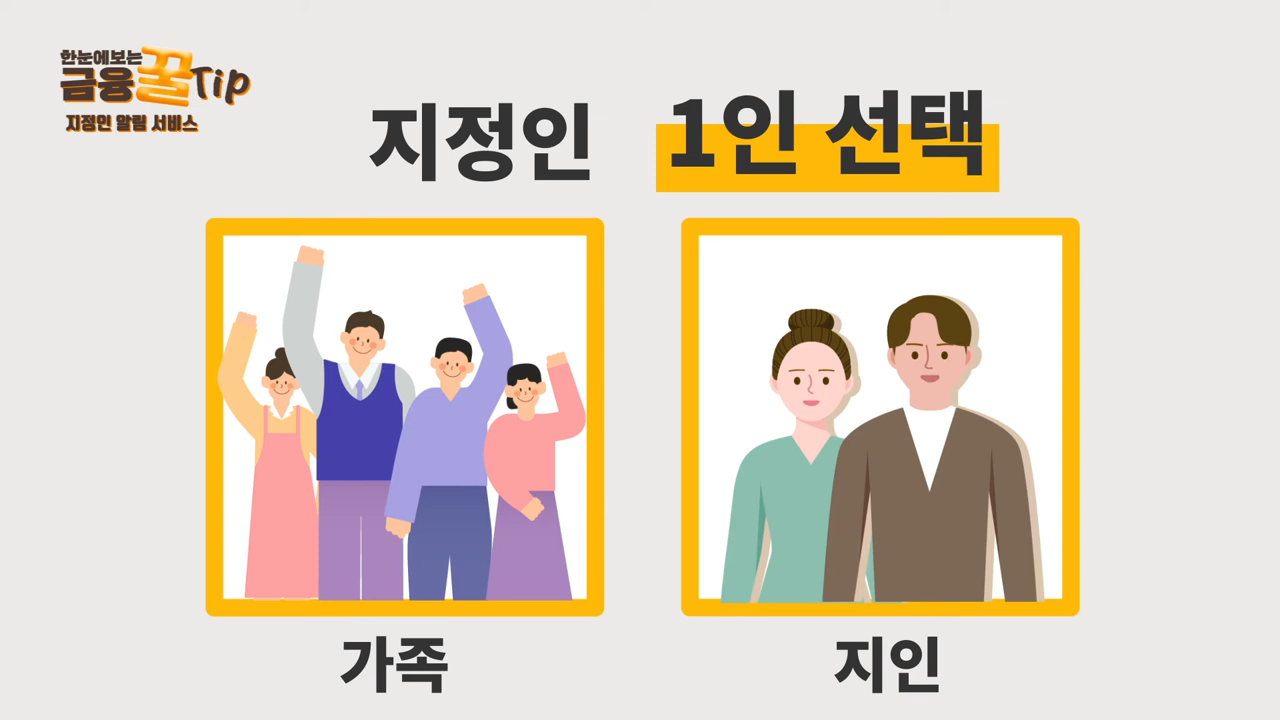 한눈에보는
금융꿀Tip
지정인 알림 서비스
지정인 1인 선택
가족
지인